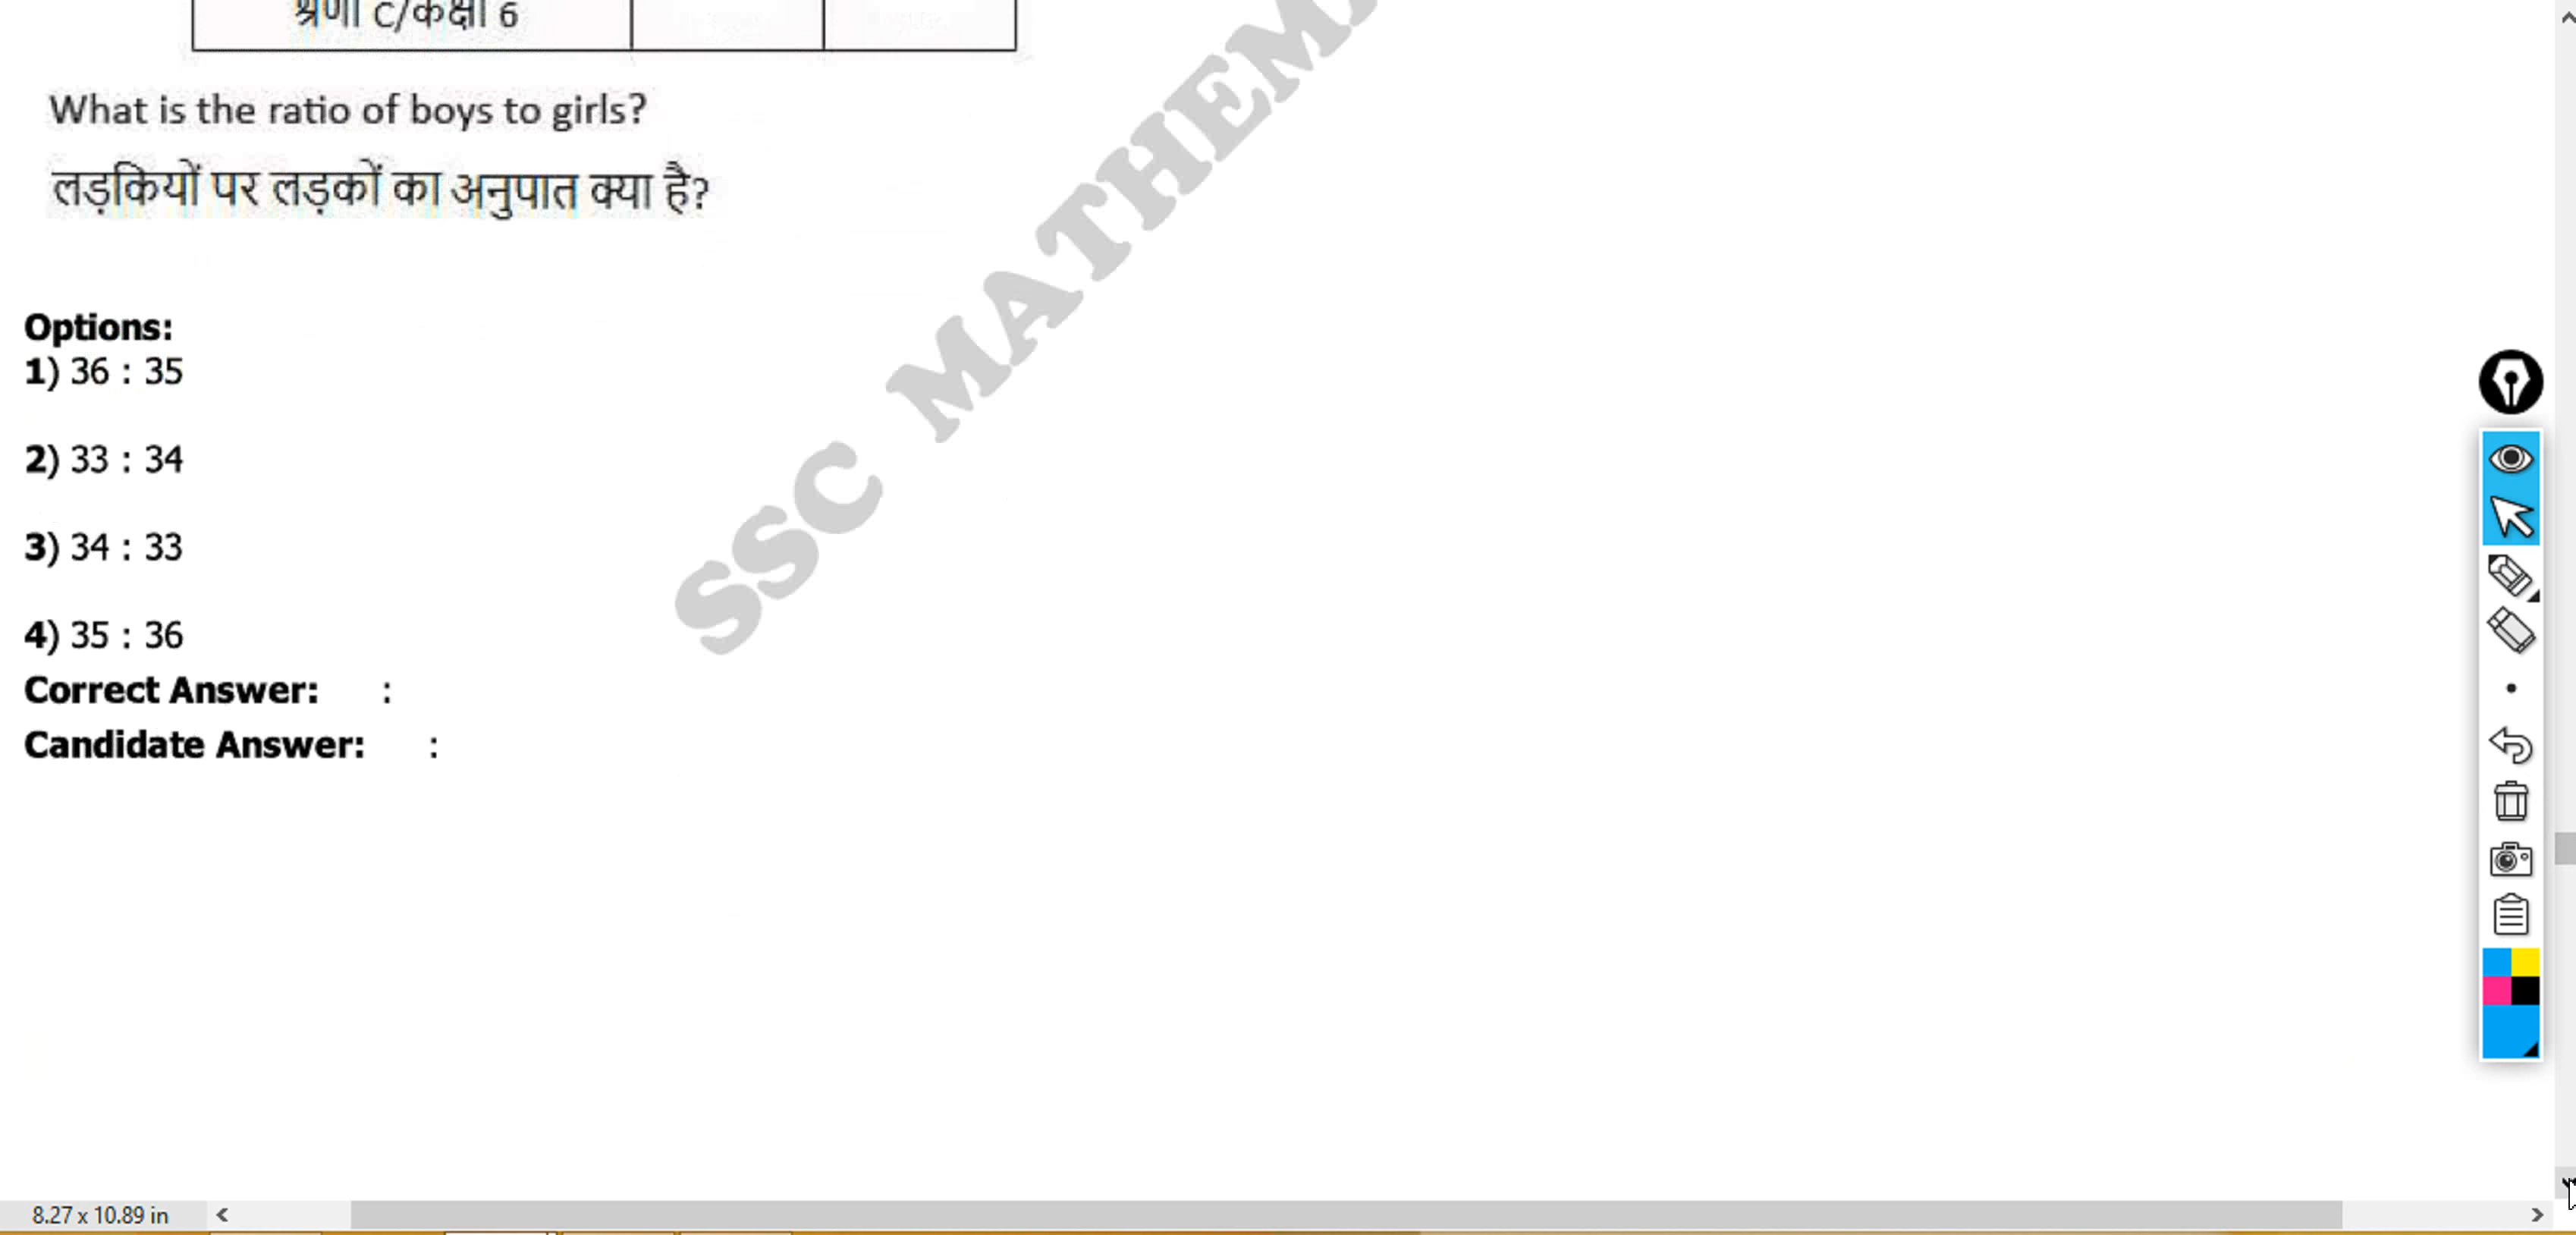 श्रेणी C/कक्षा 6
What is the ratio of boys to girls?
लड़कियों पर लड़कों का अनुपात क्या है?
Options:
1) 36 : 35
2) 33 : 34
3) 34 : 33
4) 35 : 36
Correct Answer: :
Candidate Answer: :
SSC MATHEMA
8.27 x 10.89 in